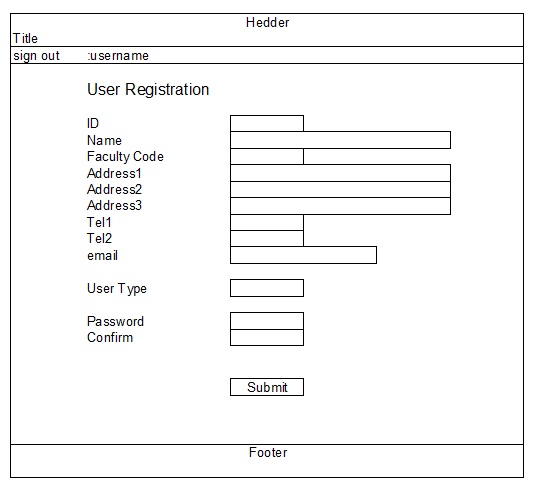 Hedder
Title
sign out :username
User Registration
ID
Name
Faculty Code
Address1
Address2
Address3
Tel1
Tel2
email
User Type
Password
Confirm
Submit
Footer